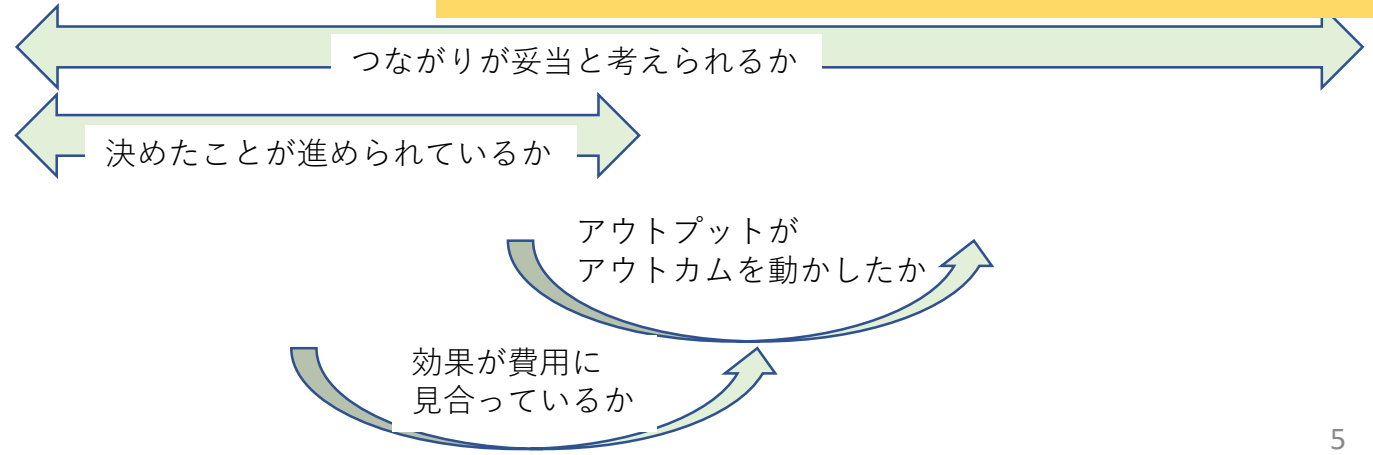 つながりが妥当と考えられるか
決めたことが進められているか
アウトプットが
アウトカムを動かしたか
効果が費用に
見合っているか
5